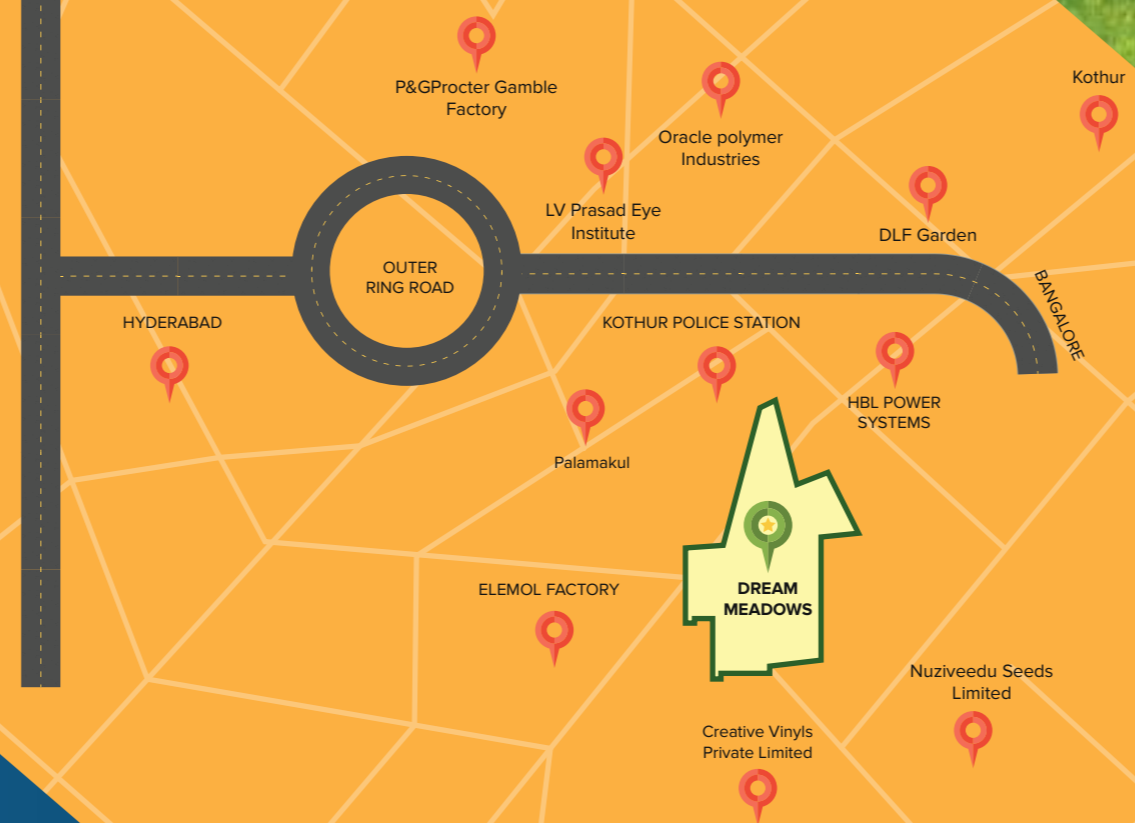 P&GProcter Gamble
Factory
Kothur
Oracle polymer
Industries
LV Prasad Eye
Institute
DLF Garden
OUTER
RING ROAD
BANGALORE
HYDERABAD
KOTHUR POLICE STATION
HBL POWER
SYSTEMS
Palamakul
ELEMOL FACTORY
DREAM
MEADOWS
Nuziveedu Seeds
Limited
Creative Vinyls
Private Limited